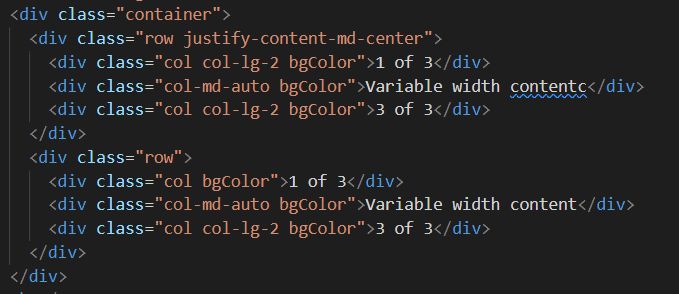 <div class="container">
<div class="row justify-content-md-center">
<div class="col col-lg-2 bgColor">1 of 3</div>
<div class="col-md-auto bgColor">Variable width contentc</div>
<div class="col col-lg-2 bgColor">3 of 3</div>
</div>
<div class="row">
<div class="col bgColor">1 of 3</div>
<div class="col-md-auto bgColor">Variable width content</div>
<div class="col col-lg-2 bgColor">3 of 3</div>
</div>
</div>